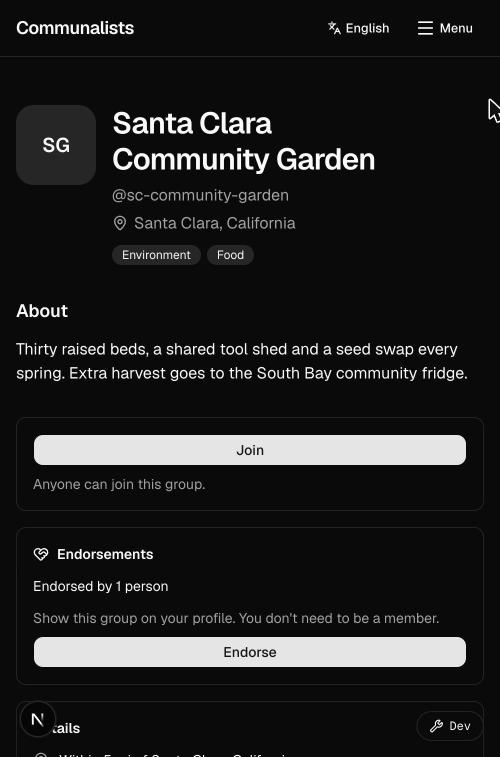 Communalists
English
Menu
SG
Santa Clara
Community Garden
@sc-community-garden
Santa Clara, California
Environment
Food
About
Thirty raised beds, a shared tool shed and a seed swap every
spring. Extra harvest goes to the South Bay community fridge.
Join
Anyone can join this group.
Endorsements
Endorsed by 1 person
Show this group on your profile. You don't need to be a member.
Endorse
N
tails
Dev